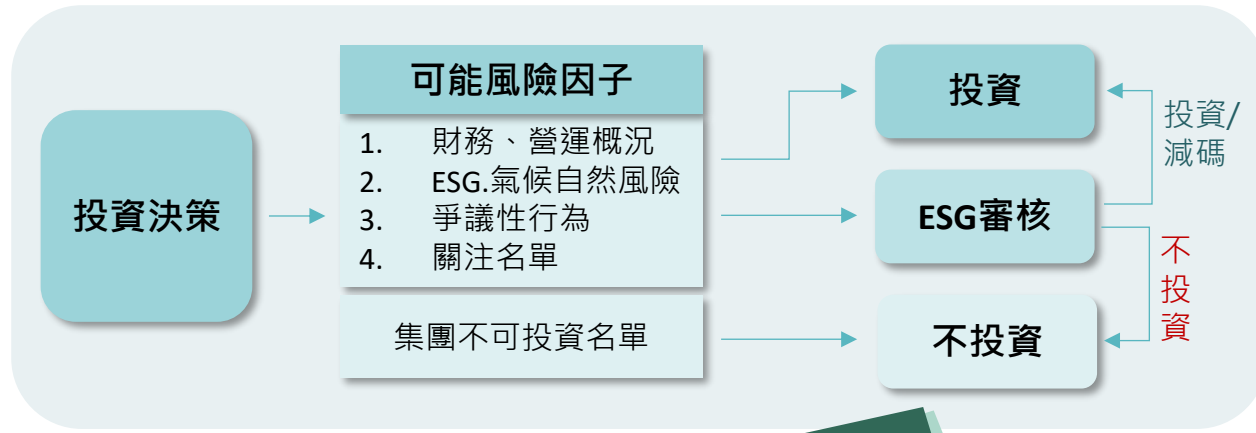 投資決策
可能風險因子
1. 財務、營運概況
2. ESG.氣候自然風險
3. 爭議性行為
4. 關注名單
集團不可投資名單
投資
ESG審核
不投資
投資/
減碼
不
投
資